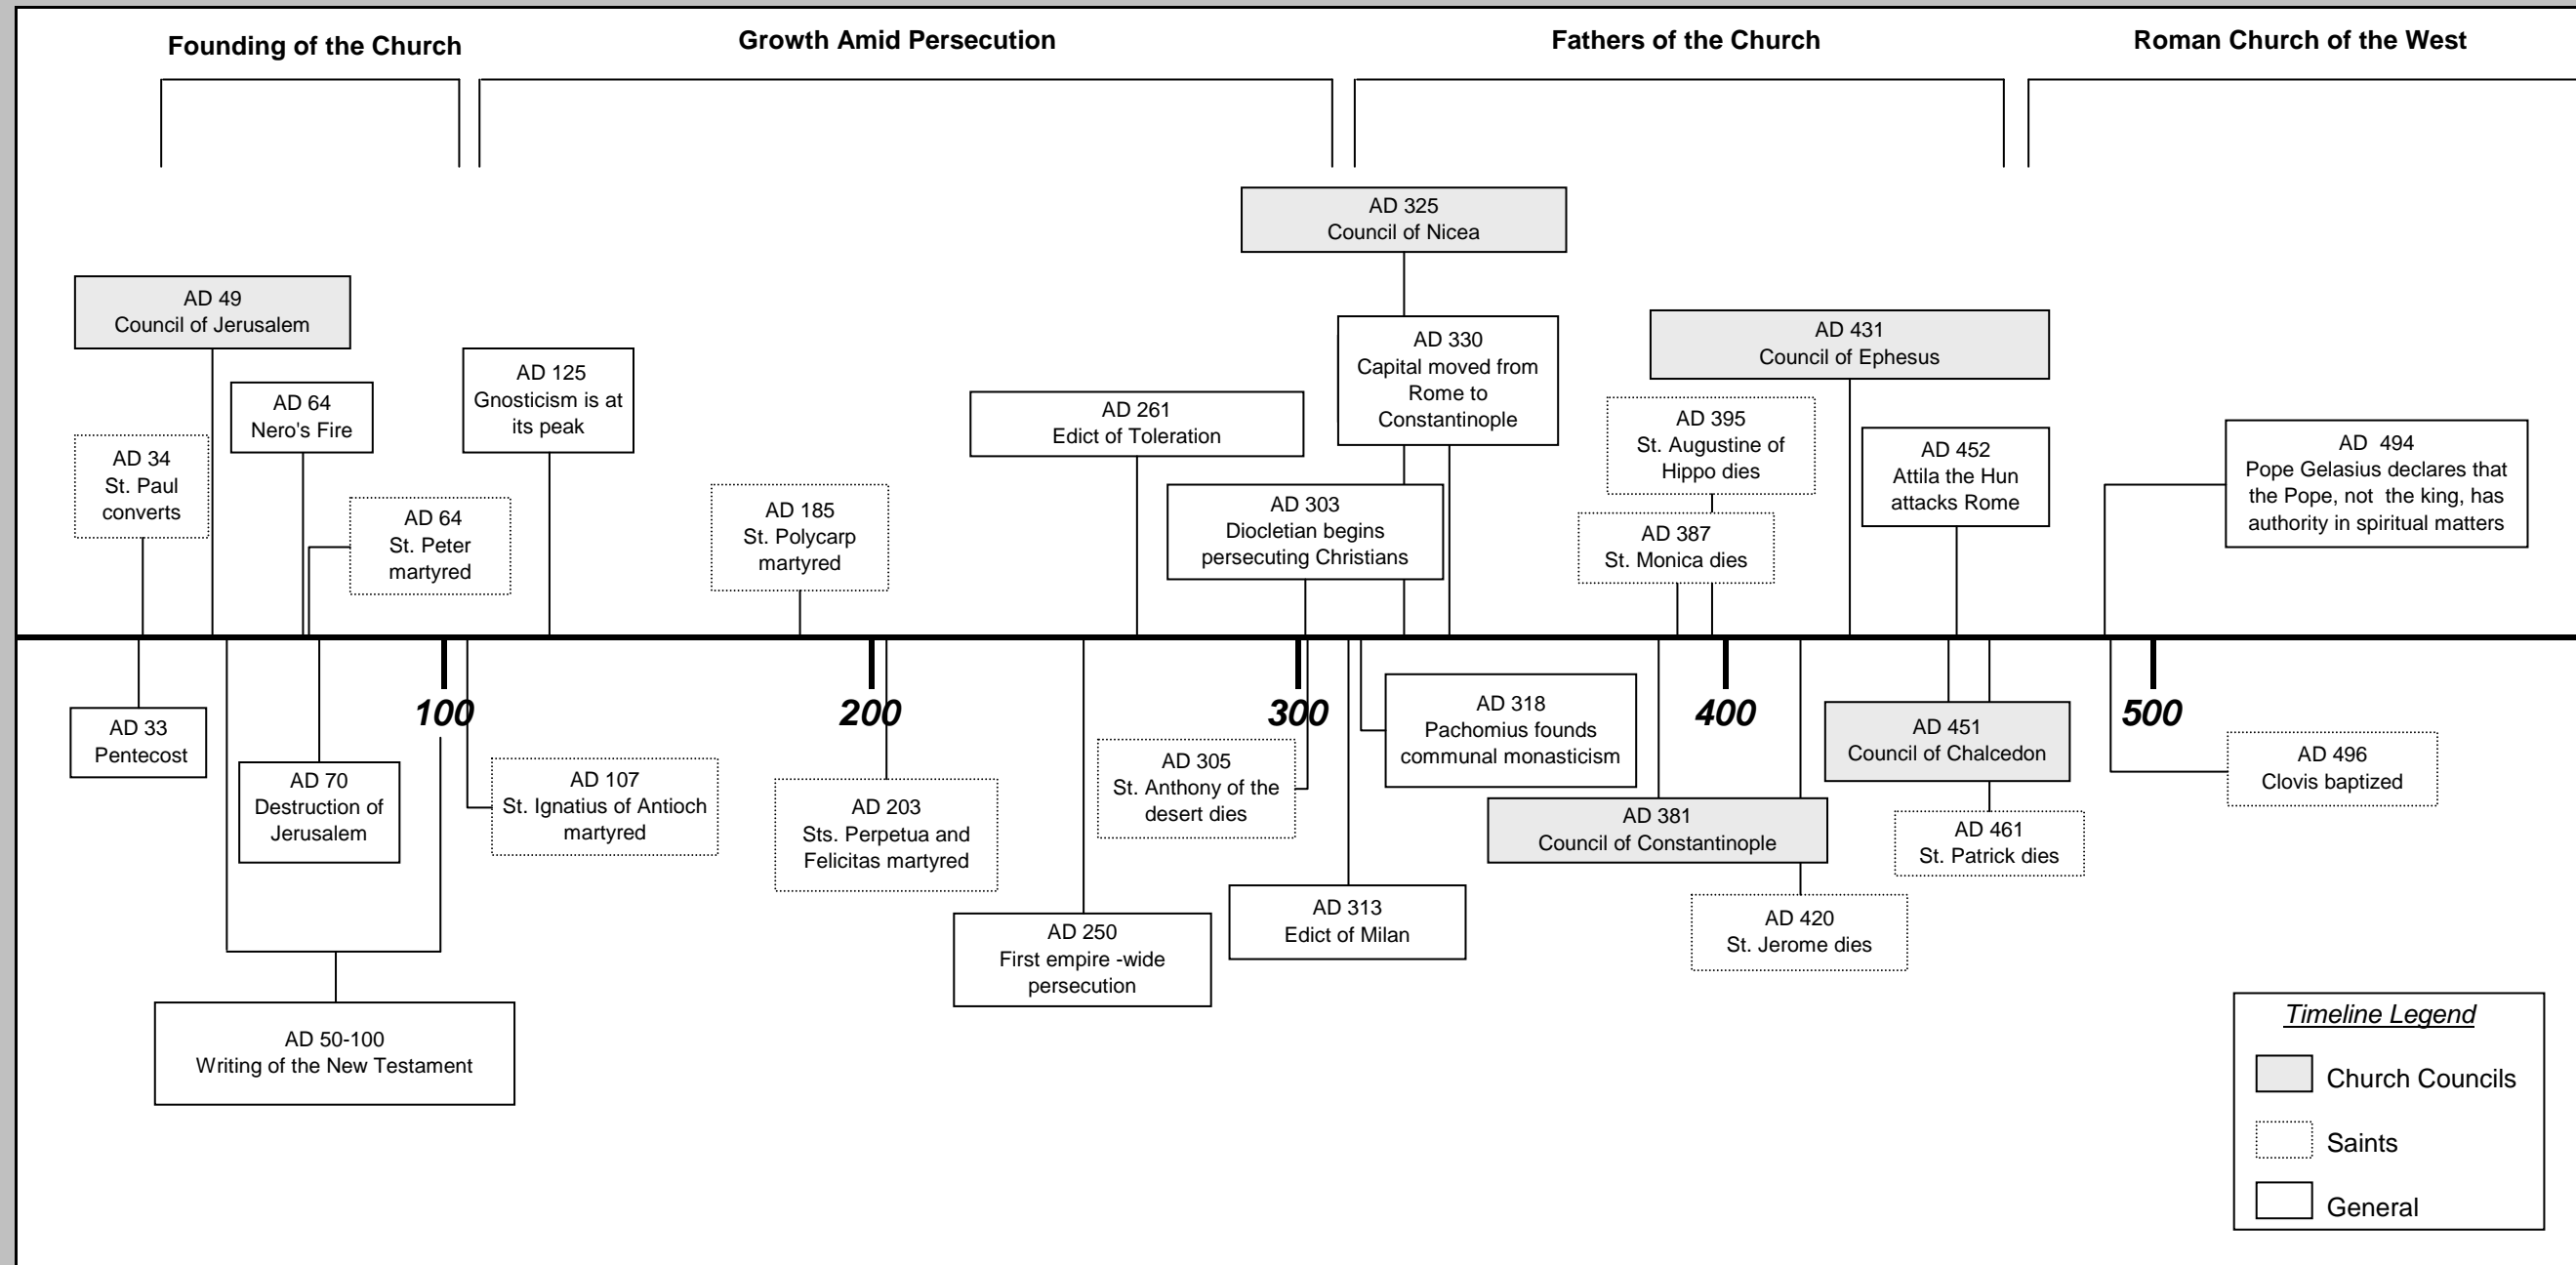 Founding of the Church
Growth Amid Persecution
Fathers of the Church
Roman Church of the West
AD 325
Council of Nicea
AD 49
Council of Jerusalem
AD 330
Capital moved from
Rome to
Constantinople
AD 431
Council of Ephesus
AD 125
Gnosticism is at
its peak
AD 64
Nero's Fire
AD 261
Edict of Toleration
AD 395
St. Augustine of
Hippo dies
AD 452
Attila the Hun
attacks Rome
AD 494
Pope Gelasius declares that
the Pope, not the king, has
authority in spiritual matters
AD 34
St. Paul
converts
AD 64
St. Peter
martyred
AD 185
St. Polycarp
martyred
AD 303
Diocletian begins
persecuting Christians
AD 387
St. Monica dies
100
200
300
400
500
AD 33
Pentecost
AD 70
Destruction of
Jerusalem
AD 107
St. Ignatius of Antioch
martyred
AD 203
Sts. Perpetua and
Felicitas martyred
AD 305
St. Anthony of the
desert dies
AD 318
Pachomius founds
communal monasticism
AD 451
Council of Chalcedon
AD 496
Clovis baptized
AD 381
Council of Constantinople
AD 461
St. Patrick dies
AD 250
First empire -wide
persecution
AD 313
Edict of Milan
AD 420
St. Jerome dies
AD 50-100
Writing of the New Testament
Timeline Legend
Church Councils
Saints
General